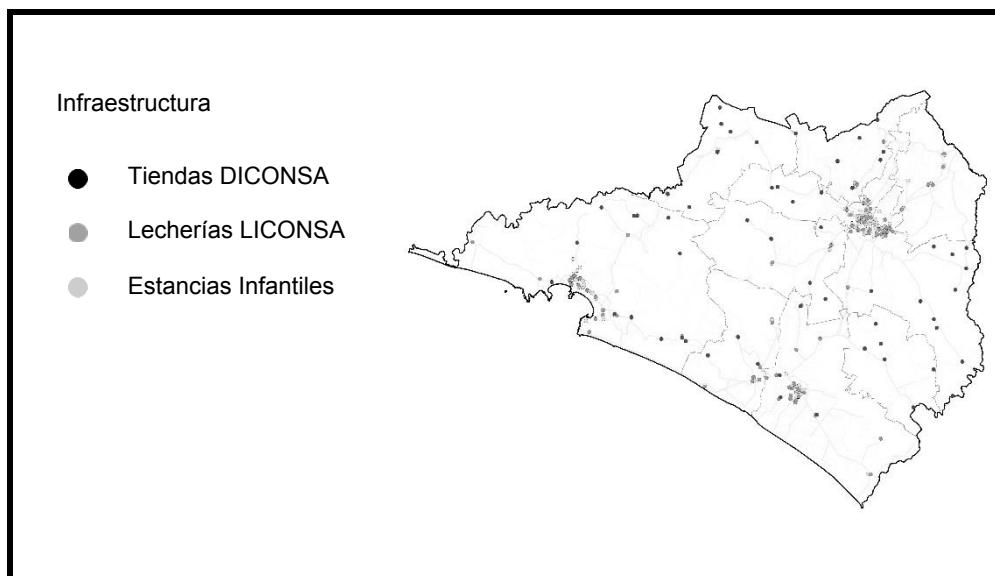 Infraestructura
Tiendas DICONSA
Lecherías LICONSA
Estancias Infantiles